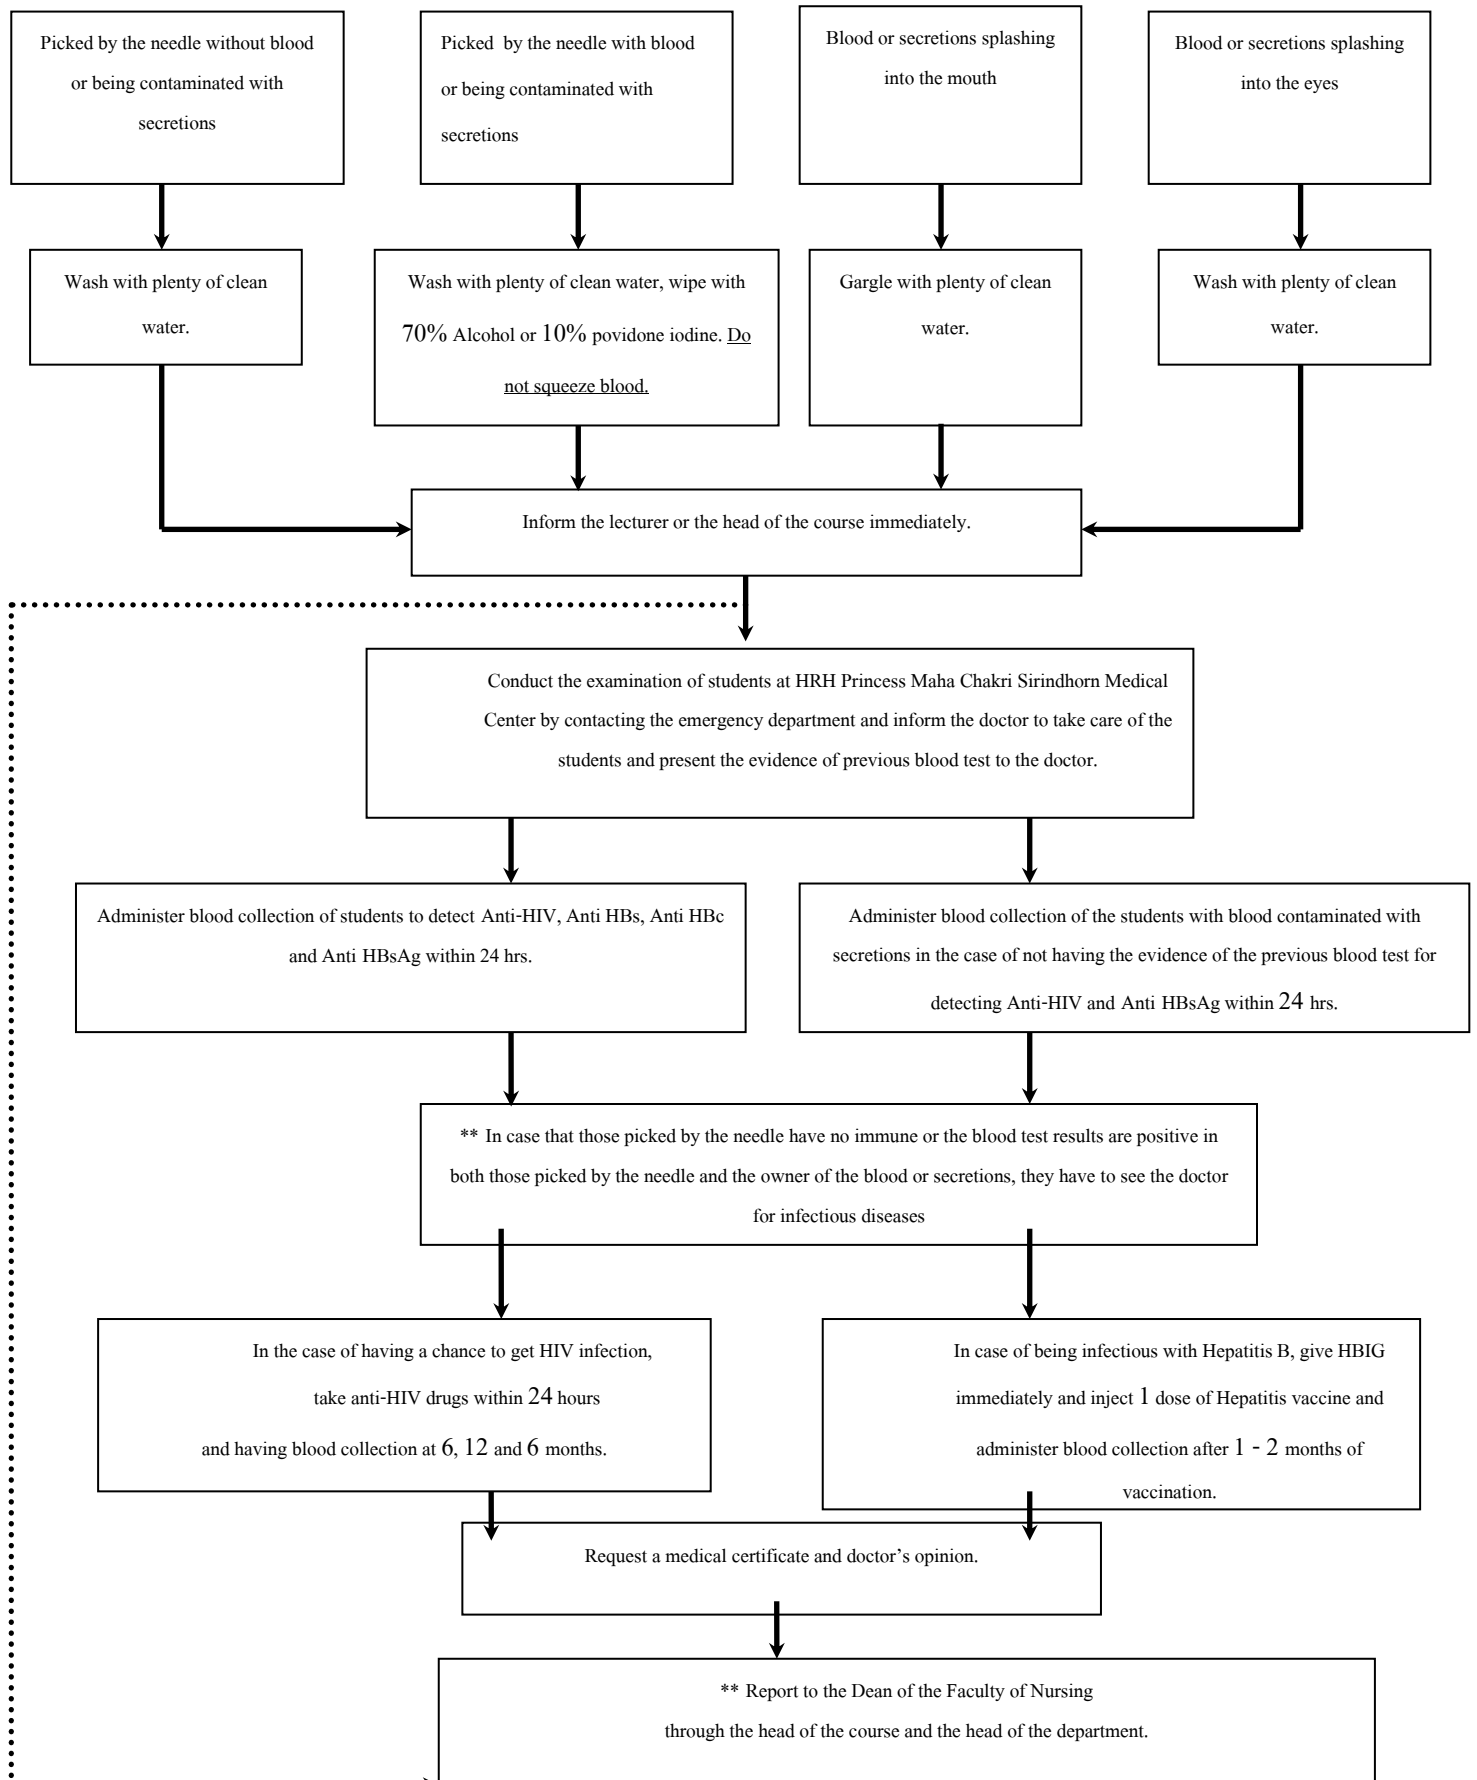 Picked by the needle without blood
or being contaminated with
secretions
Picked by the needle with blood
or being contaminated with
secretions
Blood or secretions splashing
into the mouth
Blood or secretions splashing
into the eyes
Wash with plenty of clean
water.
Wash with plenty of clean water, wipe with
70% Alcohol or 10% povidone iodine. Do
not squeeze blood.
Gargle with plenty of clean
water.
Wash with plenty of clean
water.
Inform the lecturer or the head of the course immediately.
Conduct the examination of students at HRH Princess Maha Chakri Sirindhorn Medical
Center by contacting the emergency department and inform the doctor to take care of the
students and present the evidence of previous blood test to the doctor.
Administer blood collection of students to detect Anti-HIV, Anti HBs, Anti HBc
and Anti HBsAg within 24 hrs.
Administer blood collection of the students with blood contaminated with
secretions in the case of not having the evidence of the previous blood test for
detecting Anti-HIV and Anti HBsAg within 24 hrs.
** In case that those picked by the needle have no immune or the blood test results are positive in
both those picked by the needle and the owner of the blood or secretions, they have to see the doctor
for infectious diseases
In the case of having a chance to get HIV infection,
take anti-HIV drugs within 24 hours
and having blood collection at 6, 12 and 6 months.
In case of being infectious with Hepatitis B, give HBIG
immediately and inject 1 dose of Hepatitis vaccine and
administer blood collection after 1 - 2 months of
vaccination.
Request a medical certificate and doctor's opinion.
** Report to the Dean of the Faculty of Nursing
through the head of the course and the head of the department.